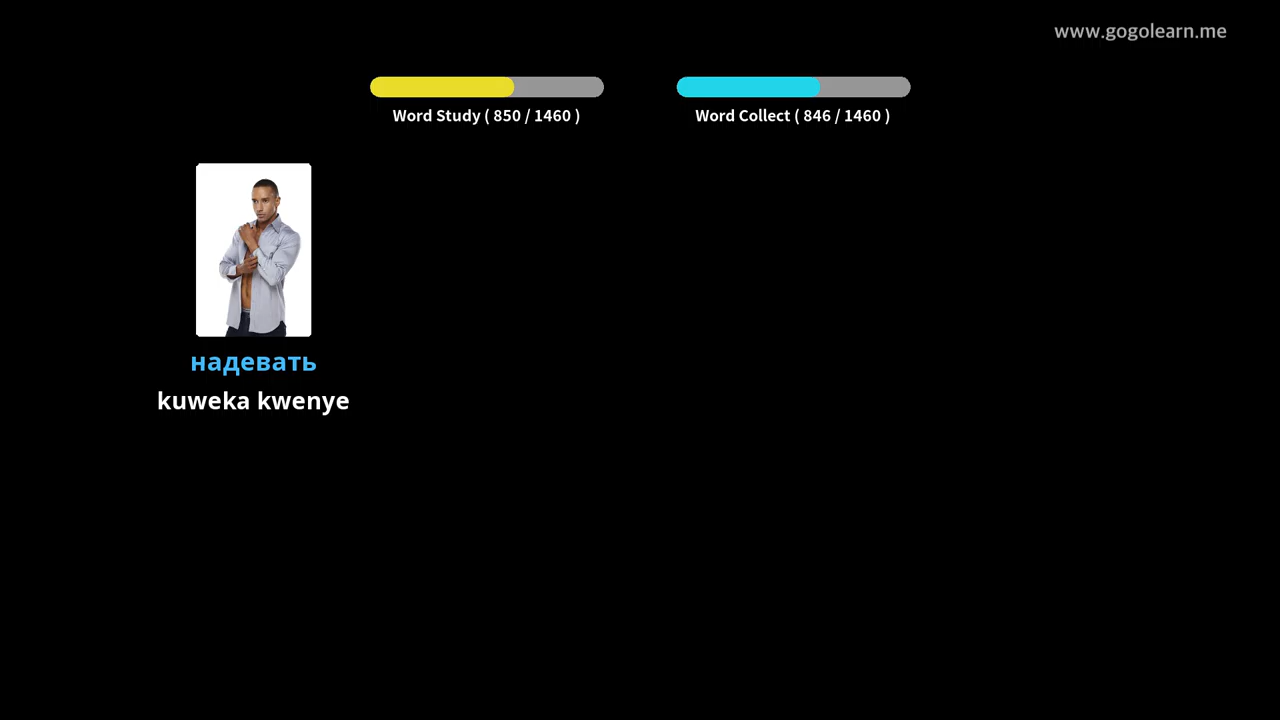 www.gogolearn.me
Word Study ( 850 / 1460 )
Word Collect ( 846 / 1460 )
надевать
kuweka kwenye